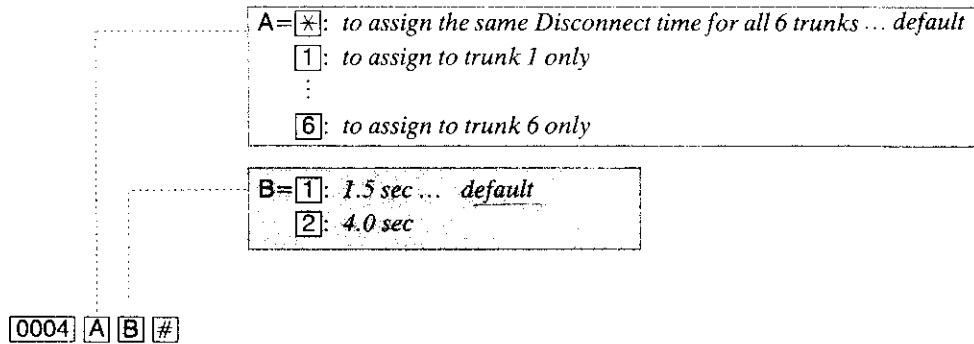 A=[✳]: to assign the same Disconnect time for all 6 trunks ... default
[1]: to assign to trunk 1 only
⋮
[6]: to assign to trunk 6 only
B=[1]: 1.5 sec ... default
[2]: 4.0 sec
[0004] [A] [B] [#]